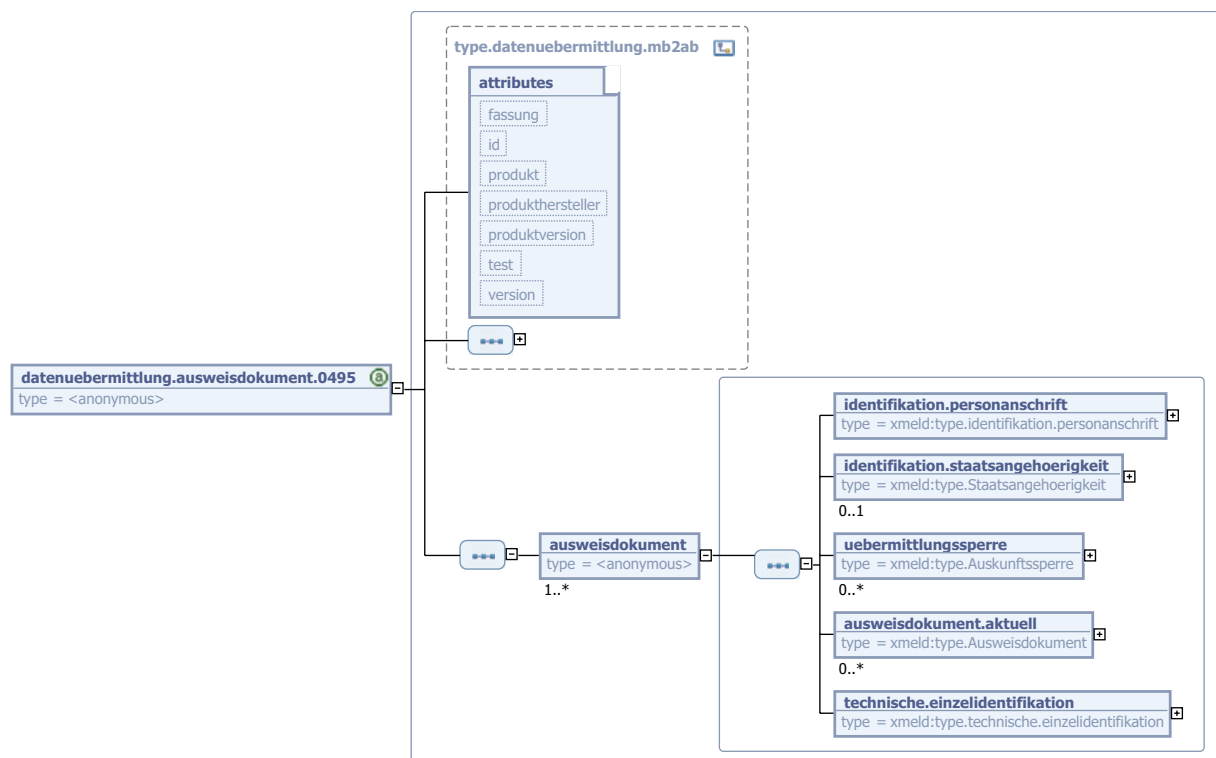 type.datenuebermittlung.mb2ab
attributes
fassung
id
produkt
produkthersteller
produktversion
test
version
datenuebermittlung.ausweisdokument.0495
type = <anonymous>
identifikation.personanschrift
type = xmeld:type.identifikation.personanschrift
identifikation.staatsangehoerigkeit
type = xmeld:type.Staatsangehoerigkeit
0..1
ausweisdokument
type = <anonymous>
1..*
uebermittlungssperre
type = xmeld:type.Auskunftssperre
0..*
ausweisdokument.aktuell
type = xmeld:type.Ausweisdokument
0..*
technische.einzelidentifikation
type = xmeld:type.technische.einzelidentifikation